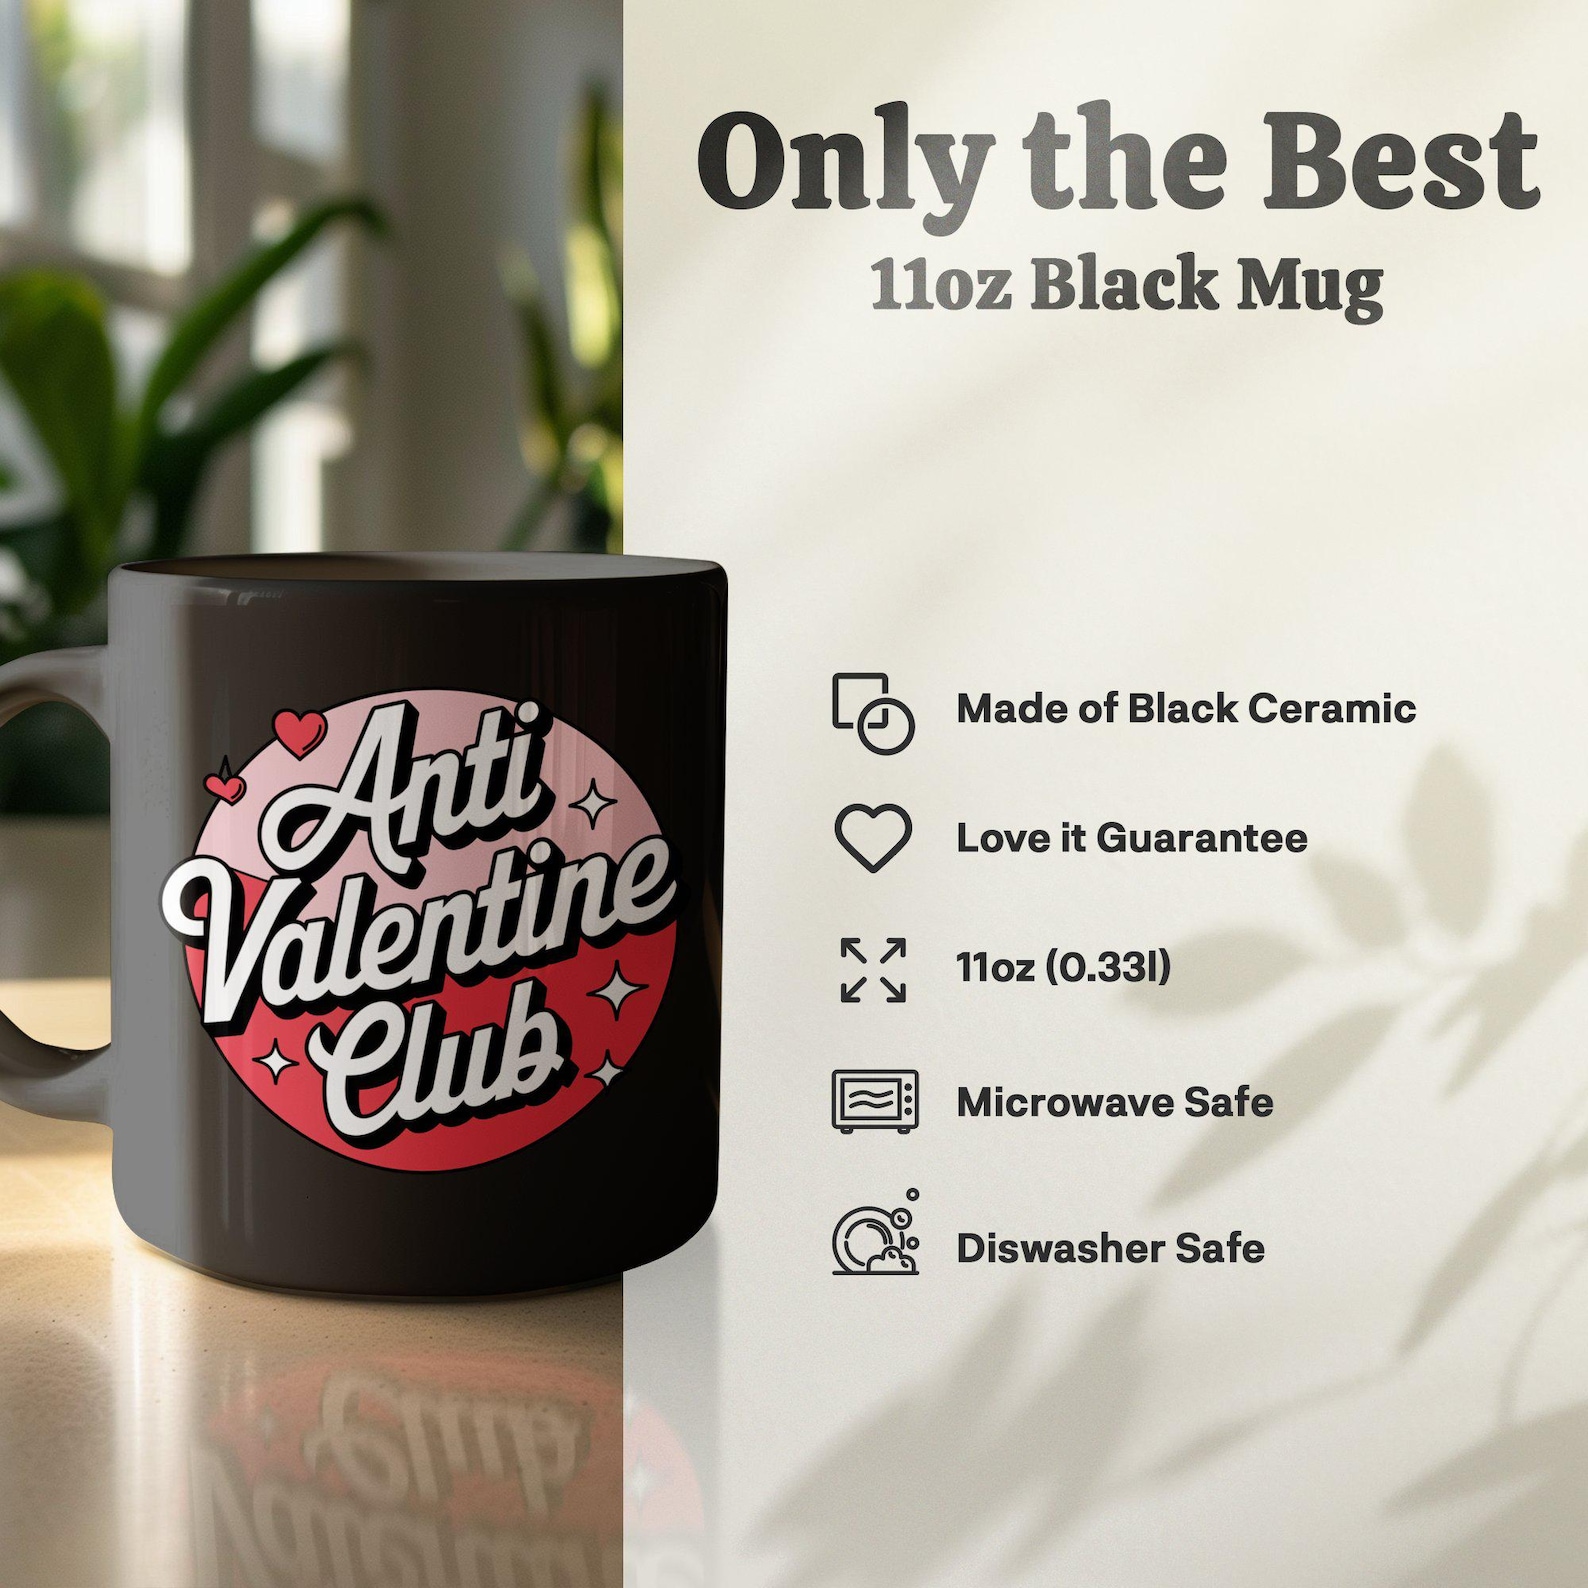 Only the Best
11oz Black Mug
Anti
Valentine
Club
Made of Black Ceramic
Love it Guarantee
11oz (0.33l)
Microwave Safe
Diswasher Safe